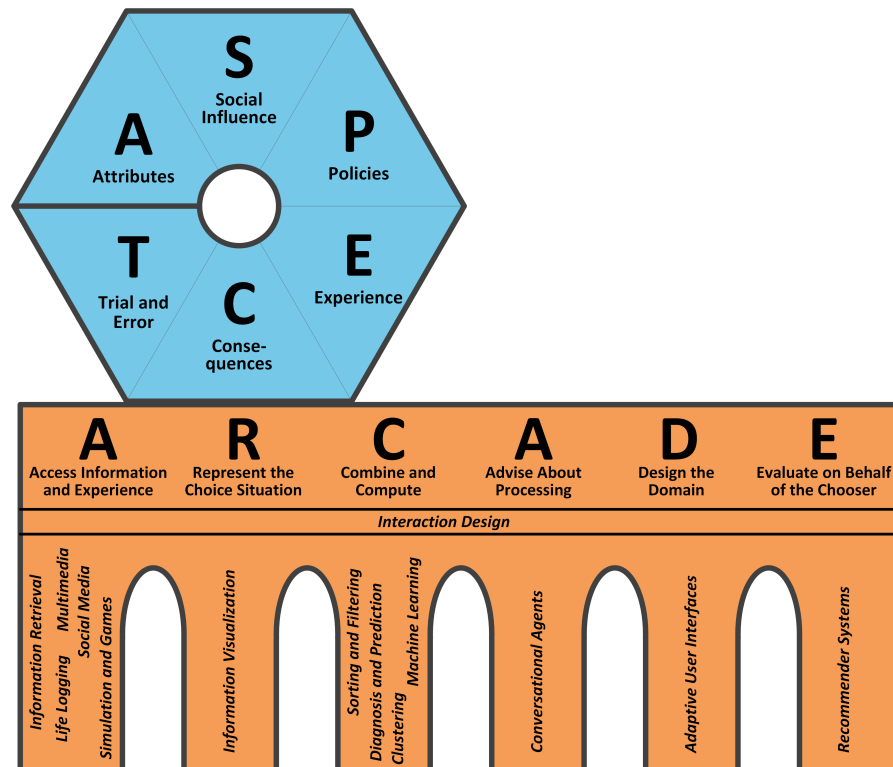 S
Social
Influence
A
Attributes
P
Policies
T
Trial and
Error
E
Experience
C
Conse-
quences
A
Access Information
and Experience
R
Represent the
Choice Situation
C
Combine and
Compute
A
Advise About
Processing
D
Design the
Domain
E
Evaluate on Behalf
of the Chooser
Interaction Design
Information Retrieval
Life Logging
Multimedia
Social Media
Simulation and Games
Information Visualization
Sorting and Filtering
Diagnosis and Prediction
Clustering
Machine Learning
Conversational Agents
Adaptive User Interfaces
Recommender Systems